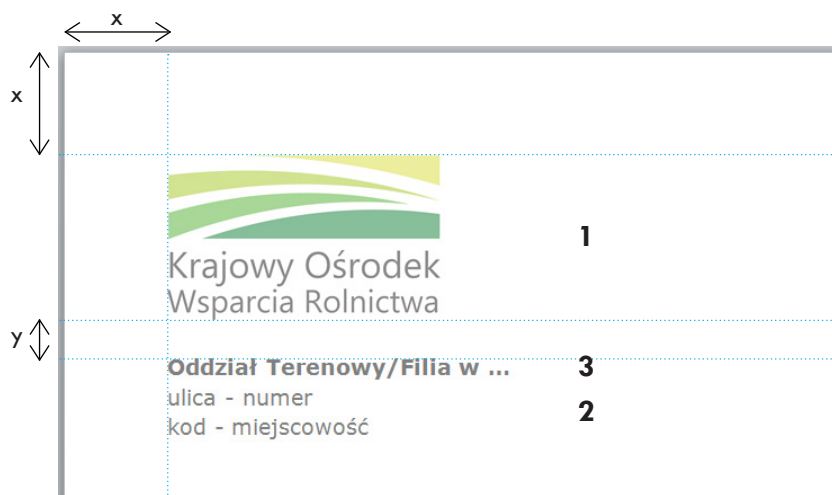 x
x
1
Krajowy Ośrodek
Wsparcia Rolnictwa
y
Oddział Terenowy/Filia w ... 3
ulica - numer
2
kod - miejscowość